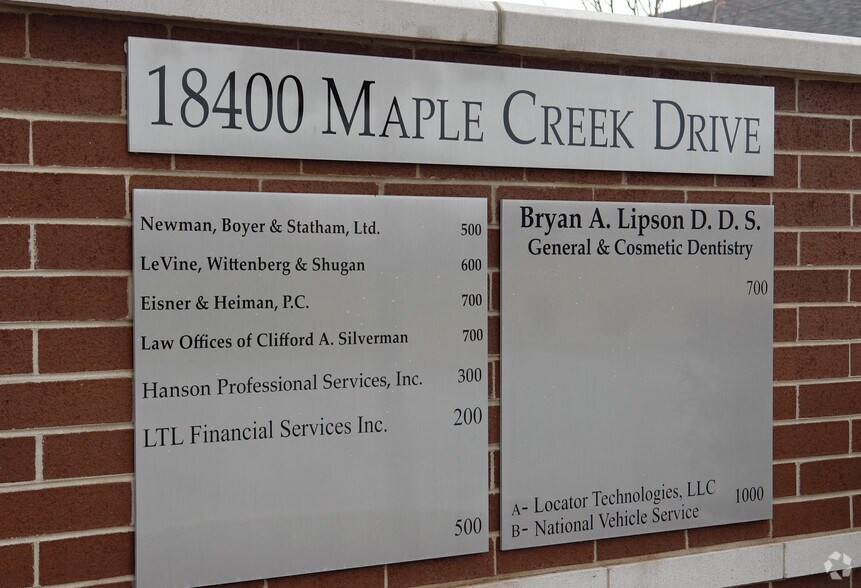 18400 Maple Creek Drive
Newman, Boyer & Statham, Ltd. 500
LeVine, Wittenberg & Shugan 600
Eisner & Heiman, P.C. 700
Law Offices of Clifford A. Silverman 700
Hanson Professional Services, Inc. 300
LTL Financial Services Inc. 200
500
Bryan A. Lipson D. D. S.
General & Cosmetic Dentistry
700
A- Locator Technologies, LLC 1000
B- National Vehicle Service